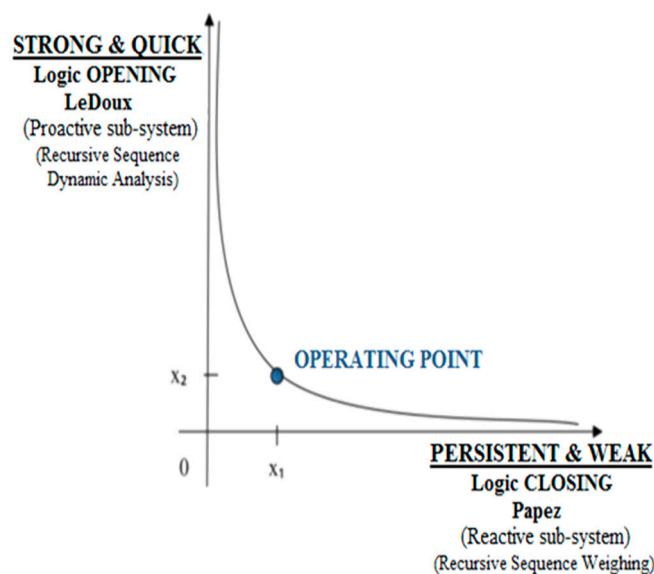 STRONG & QUICK
Logic OPENING
LeDoux
(Proactive sub-system)
(Recursive Sequence
Dynamic Analysis)
OPERATING POINT
X₂
0
X₁
PERSISTENT & WEAK
Logic CLOSING
Papez
(Reactive sub-system)
(Recursive Sequence Weighing)